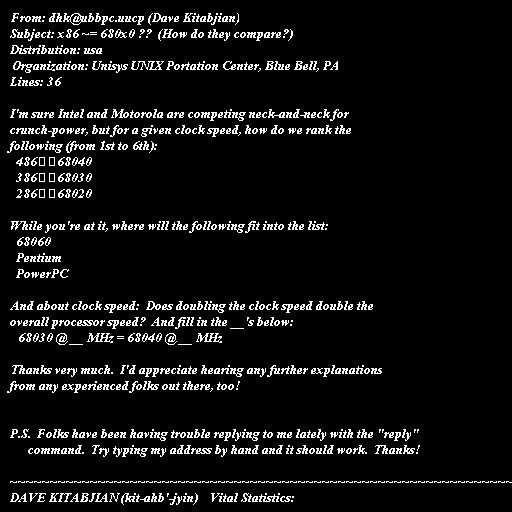 From: dhk@ubbpc.uucp (Dave Kitabjian)
Subject: x86 ~= 680x0 ??  (How do they compare?)
Distribution: usa
Organization: Unisys UNIX Portation Center, Blue Bell, PA
Lines: 36
I'm sure Intel and Motorola are competing neck-and-neck for
crunch-power, but for a given clock speed, how do we rank the
following (from 1st to 6th):
486□□68040
386□□68030
286□□68020
While you're at it, where will the following fit into the list:
68060
Pentium
PowerPC
And about clock speed:  Does doubling the clock speed double the
overall processor speed?  And fill in the __'s below:
68030 @ __ MHz = 68040 @ __ MHz
Thanks very much.  I'd appreciate hearing any further explanations
from any experienced folks out there, too!
P.S.  Folks have been having trouble replying to me lately with the "reply"
command.  Try typing my address by hand and it should work.  Thanks!
~~~~~~~~~~~~~~~~~~~~~~~~~~~~~~~~~~~~~~~~~~~~~~~~~~~~~~~~~~~~~~~
DAVE KITABJIAN (kit-ahb'-jyin)    Vital Statistics: